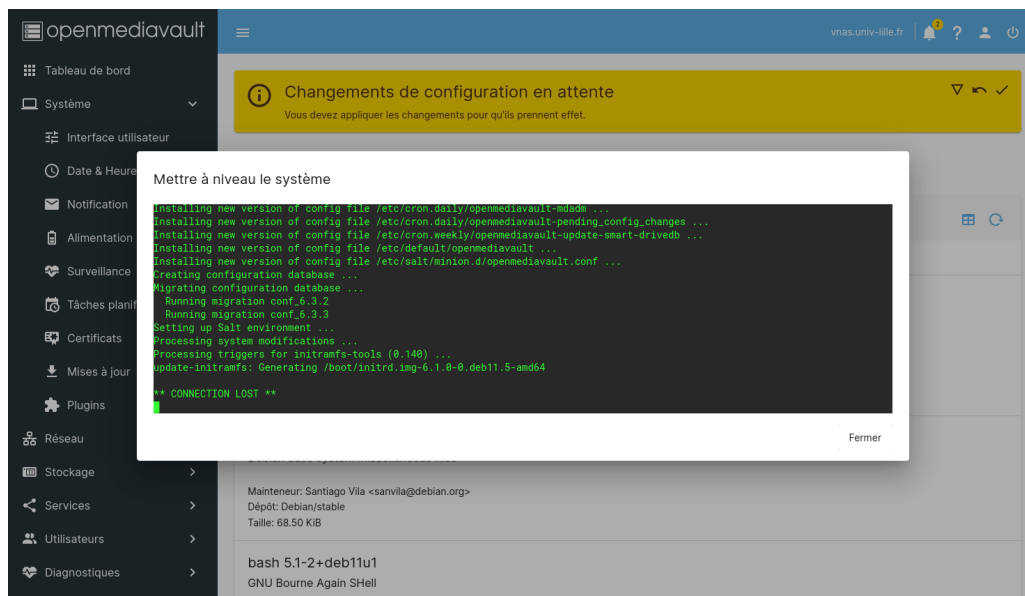 openmediavault
vnas.univ-lille.fr
2
?
Tableau de bord
Système
Interface utilisateur
Date & Heure
Notification
Alimentation
Surveillance
Tâches planif
Certificats
Mises à jour
Plugins
Réseau
Stockage
Services
Utilisateurs
Diagnostiques
Changements de configuration en attente
Vous devez appliquer les changements pour qu'ils prennent effet.
Mettre à niveau le système
Installing new version of config file /etc/cron.daily/openmediavault-mdadm ...
Installing new version of config file /etc/cron.daily/openmediavault-pending_config_changes ...
Installing new version of config file /etc/cron.weekly/openmediavault-update-smart-drivedb ...
Installing new version of config file /etc/default/openmediavault ...
Installing new version of config file /etc/salt/minion.d/openmediavault.conf ...
Creating configuration database ...
Migrating configuration database ...
Running migration conf_6.3.2
Running migration conf_6.3.3
Setting up Salt environment ...
Processing system modifications ...
Processing triggers for initramfs-tools (0.140) ...
update-initramfs: Generating /boot/initrd.img-6.1.0-0.deb11.5-amd64
** CONNECTION LOST **
Fermer
Mainteneur: Santiago Vila <sanvila@debian.org>
Dépôt: Debian/stable
Taille: 68.50 KiB
bash 5.1-2+deb11u1
GNU Bourne Again SHell